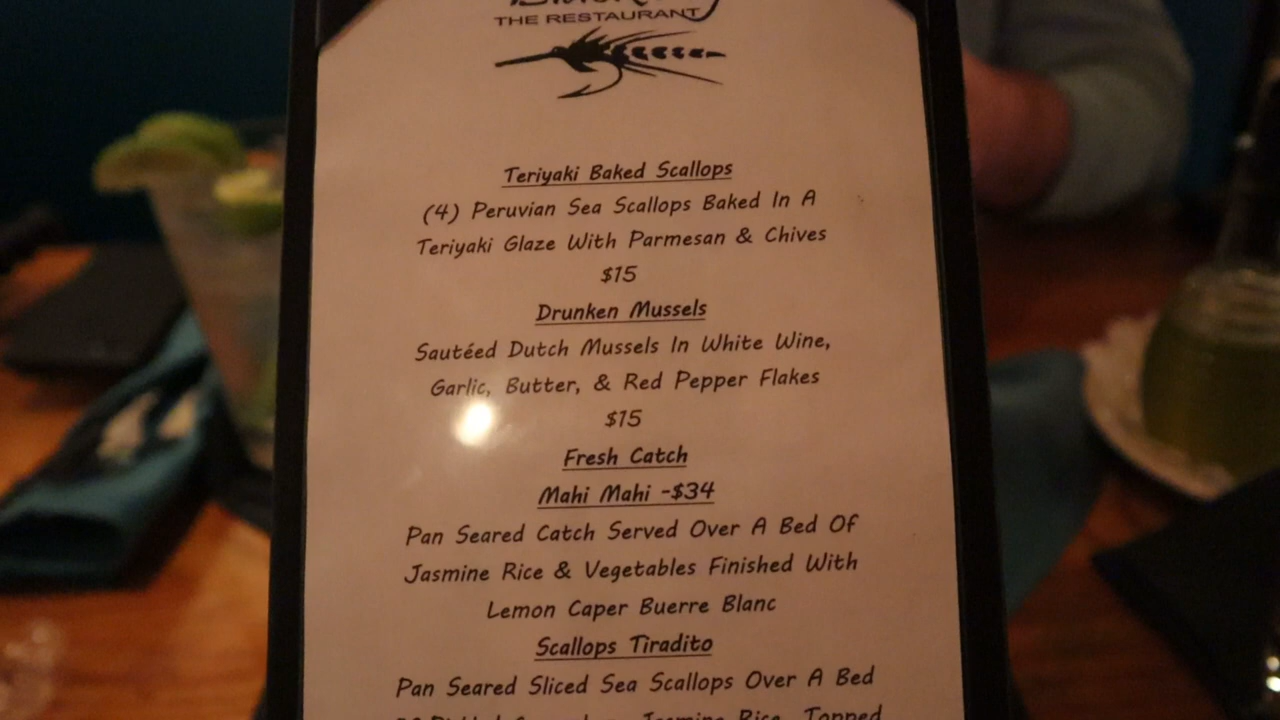 THE RESTAURANT
Teriyaki Baked Scallops
(4) Peruvian Sea Scallops Baked In A
Teriyaki Glaze With Parmesan & Chives
$15
Drunken Mussels
Sautéed Dutch Mussels In White Wine,
Garlic, Butter, & Red Pepper Flakes
$15
Fresh Catch
Mahi Mahi -$34
Pan Seared Catch Served Over A Bed Of
Jasmine Rice & Vegetables Finished With
Lemon Caper Buerre Blanc
Scallops Tiradito
Pan Seared Sliced Sea Scallops Over A Bed
Jasmine Rice, Topped